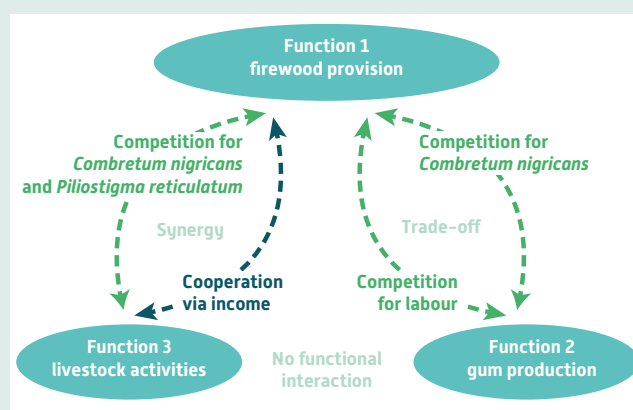 Function 1
firewood provision
Competition for
Combretum nigricans
and Piliostigma reticulatum
Competition for
Combretum nigricans
Synergy
Trade-off
Cooperation
via income
Competition
for labour
Function 3
livestock activities
No functional
interaction
Function 2
gum production